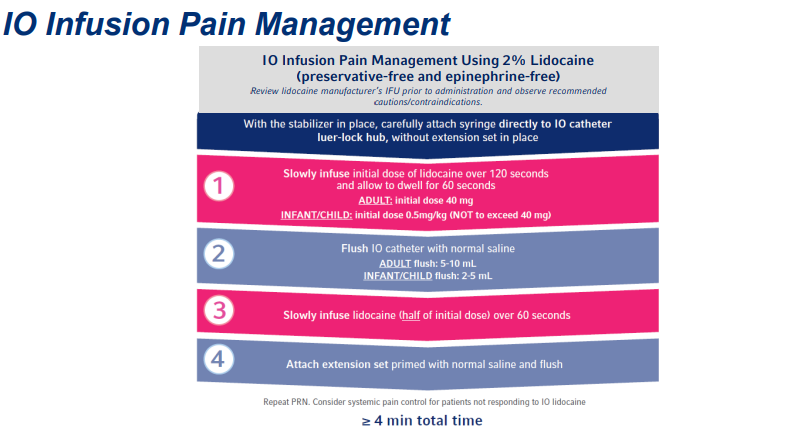 IO Infusion Pain Management
IO Infusion Pain Management Using 2% Lidocaine
(preservative-free and epinephrine-free)
Review lidocaine manufacturer's IFU prior to administration and observe recommended
cautions/contraindications.
With the stabilizer in place, carefully attach syringe directly to IO catheter
luer-lock hub, without extension set in place
1
Slowly infuse initial dose of lidocaine over 120 seconds
and allow to dwell for 60 seconds
ADULT: initial dose 40 mg
INFANT/CHILD: initial dose 0.5mg/kg (NOT to exceed 40 mg)
2
Flush IO catheter with normal saline
ADULT flush: 5-10 mL
INFANT/CHILD flush: 2-5 mL
3
Slowly infuse lidocaine (half of initial dose) over 60 seconds
4
Attach extension set primed with normal saline and flush
Repeat PRN. Consider systemic pain control for patients not responding to IO lidocaine
≥ 4 min total time